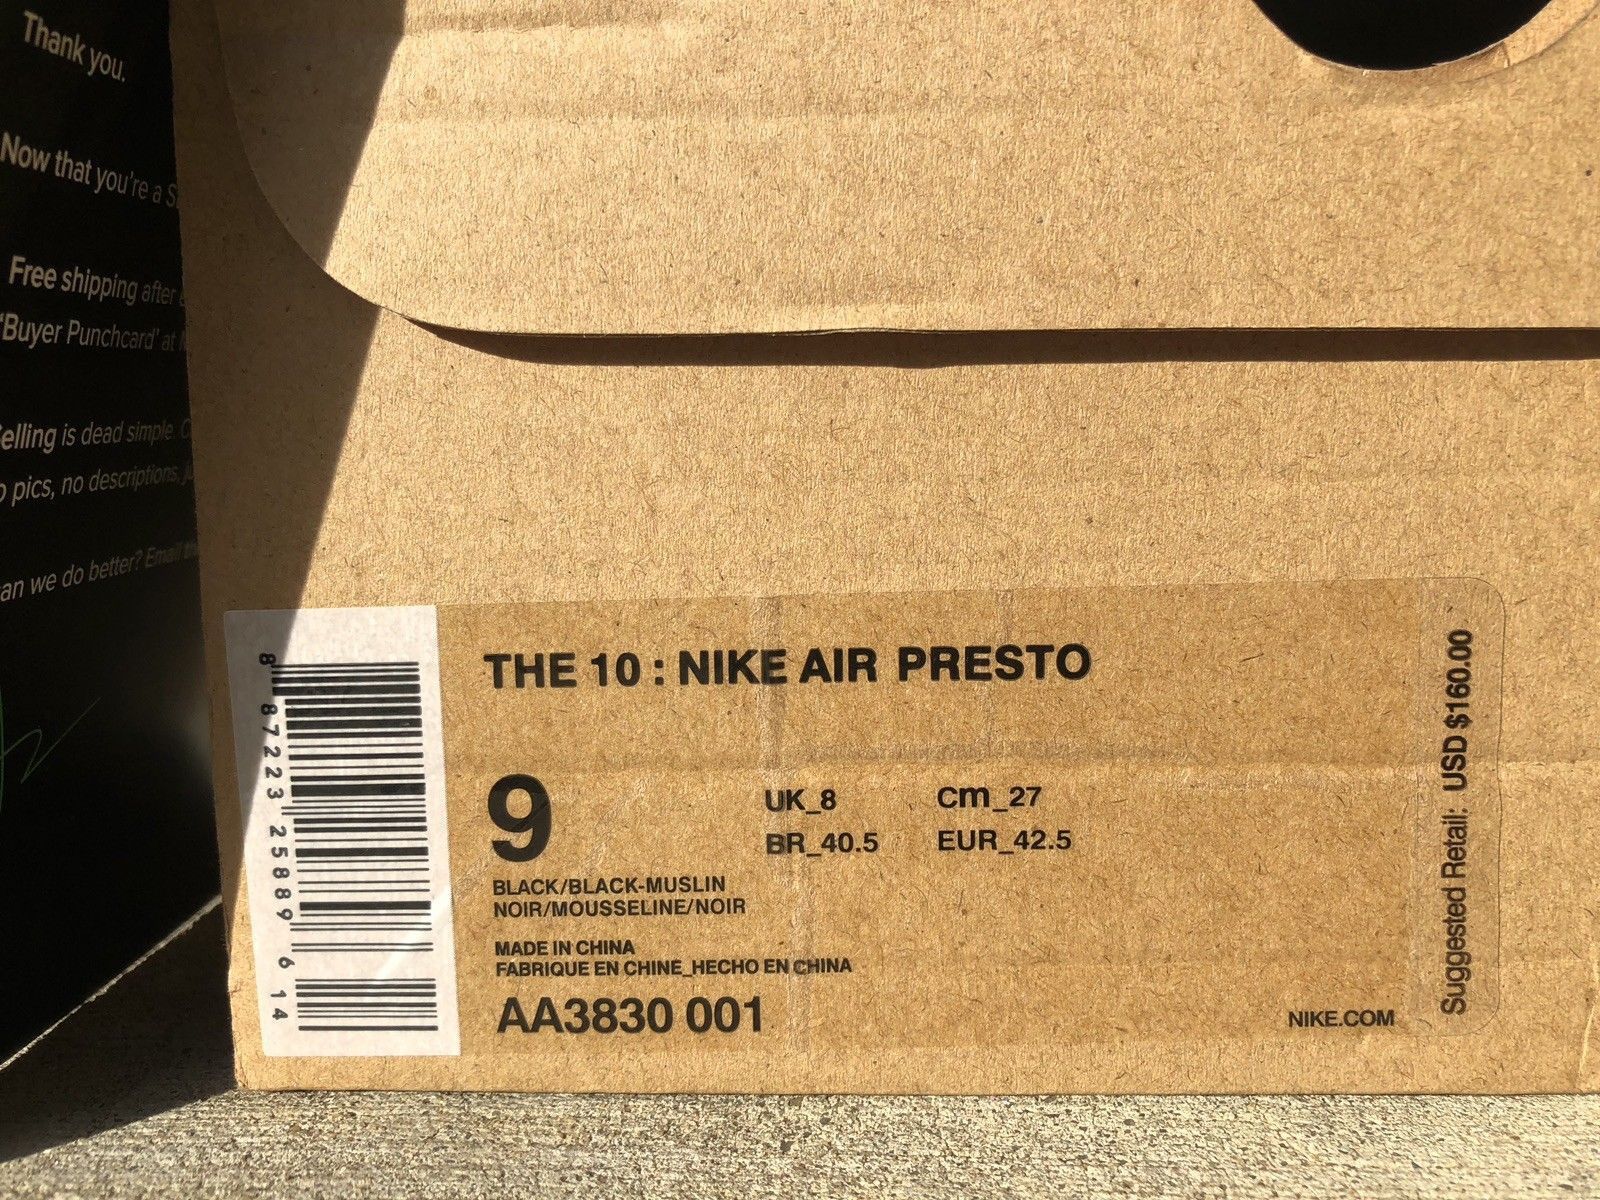 Thank you.
Now that you're a
Free shipping after
'Buyer Punchcard' at
elling is dead simple.
pics, no descriptions,
an we do better? Email
THE 10 : NIKE AIR PRESTO
9
UK_8
Cm_27
BR_40.5
EUR_42.5
BLACK/BLACK-MUSLIN
NOIR/MOUSSELINE/NOIR
MADE IN CHINA
FABRIQUE EN CHINE_HECHO EN CHINA
AA3830 001
NIKE.COM
Suggested Retail: USD $160.00
8 87223 25889 6 14